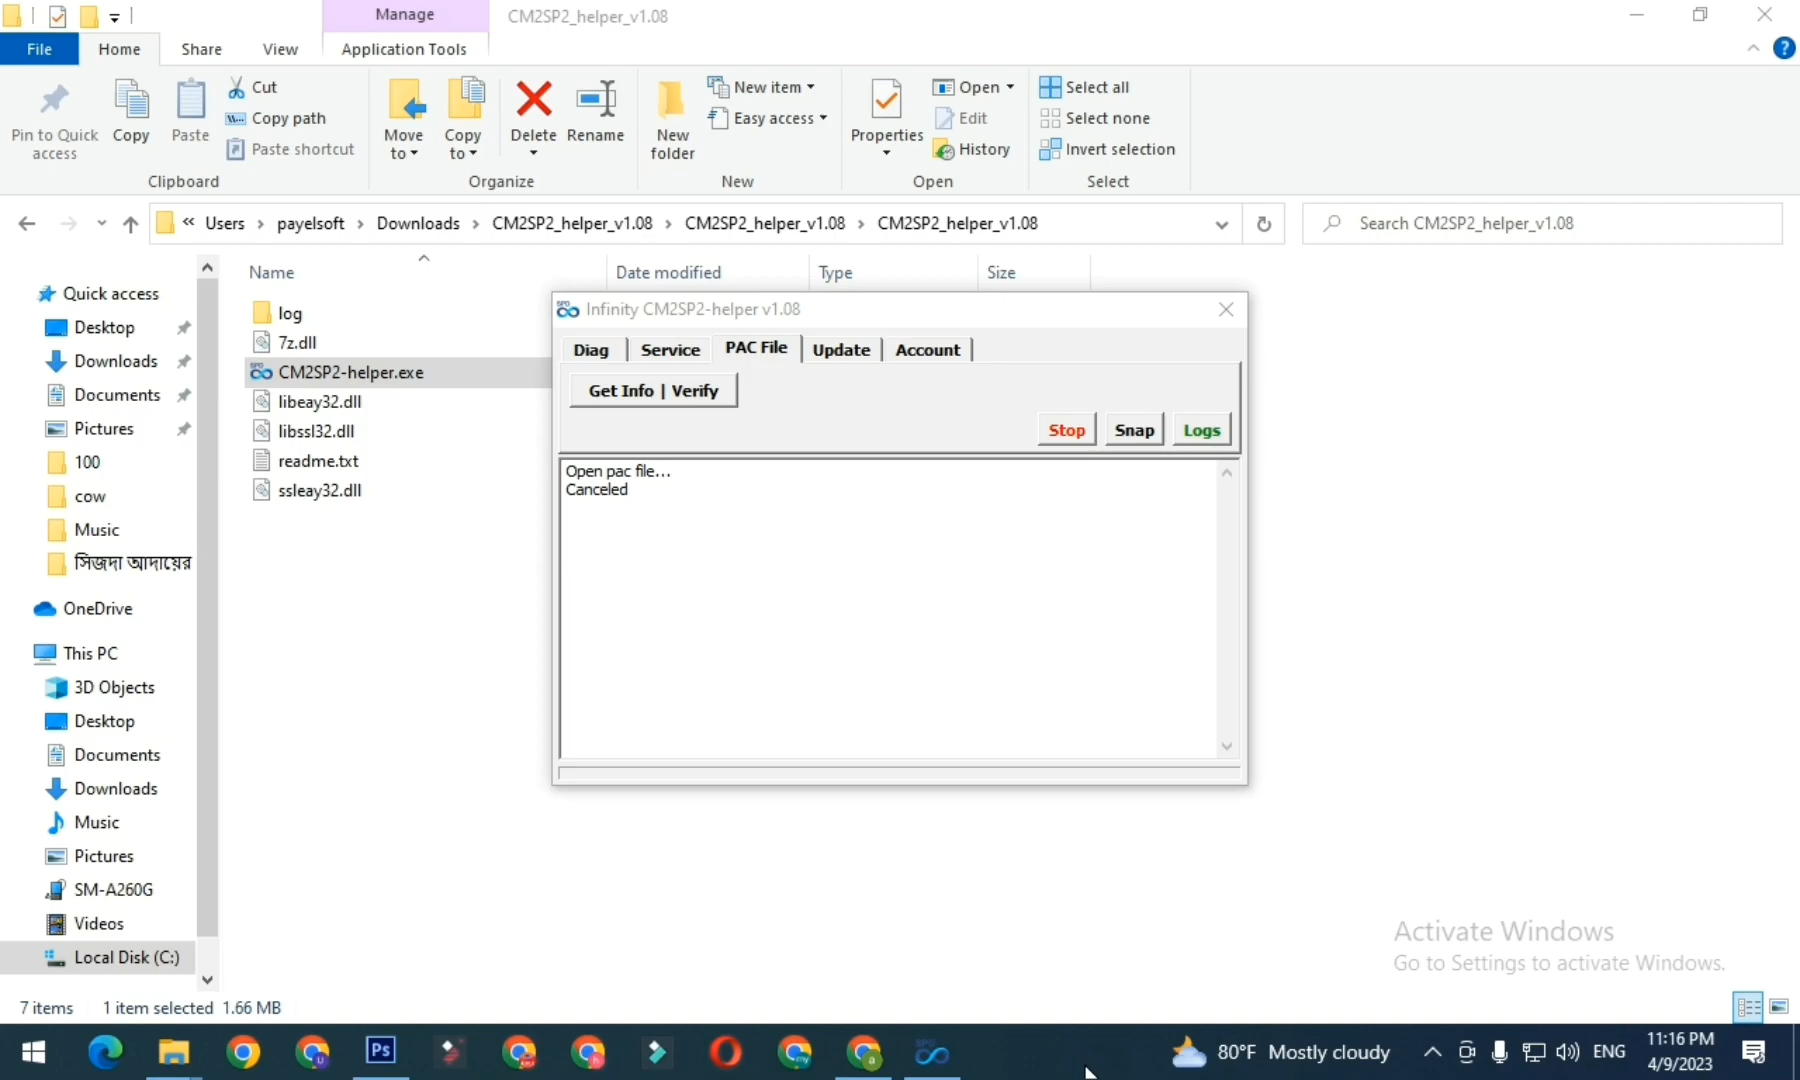 Manage
CM2SP2_helper_v1.08
File
Home
Share
View
Application Tools
Pin to Quick access
Copy
Paste
Cut
Copy path
Paste shortcut
Clipboard
Move to
Copy to
Delete
Rename
Organize
New folder
New item
Easy access
New
Properties
Open
Edit
History
Open
Select all
Select none
Invert selection
Select
« Users > payelsoft > Downloads > CM2SP2_helper_v1.08 > CM2SP2_helper_v1.08 > CM2SP2_helper_v1.08
Search CM2SP2_helper_v1.08
Quick access
Desktop
Downloads
Documents
Pictures
100
cow
Music
সিজদা আদায়ের
OneDrive
This PC
3D Objects
Desktop
Documents
Downloads
Music
Pictures
SM-A260G
Videos
Local Disk (C:)
Name
Date modified
Type
Size
log
7z.dll
CM2SP2-helper.exe
libeay32.dll
libssl32.dll
readme.txt
ssleay32.dll
Infinity CM2SP2-helper v1.08
Diag
Service
PAC File
Update
Account
Get Info | Verify
Stop
Snap
Logs
Open pac file...
Canceled
Activate Windows
Go to Settings to activate Windows.
7 items
1 item selected 1.66 MB
Ps
80°F Mostly cloudy
ENG
11:16 PM
4/9/2023